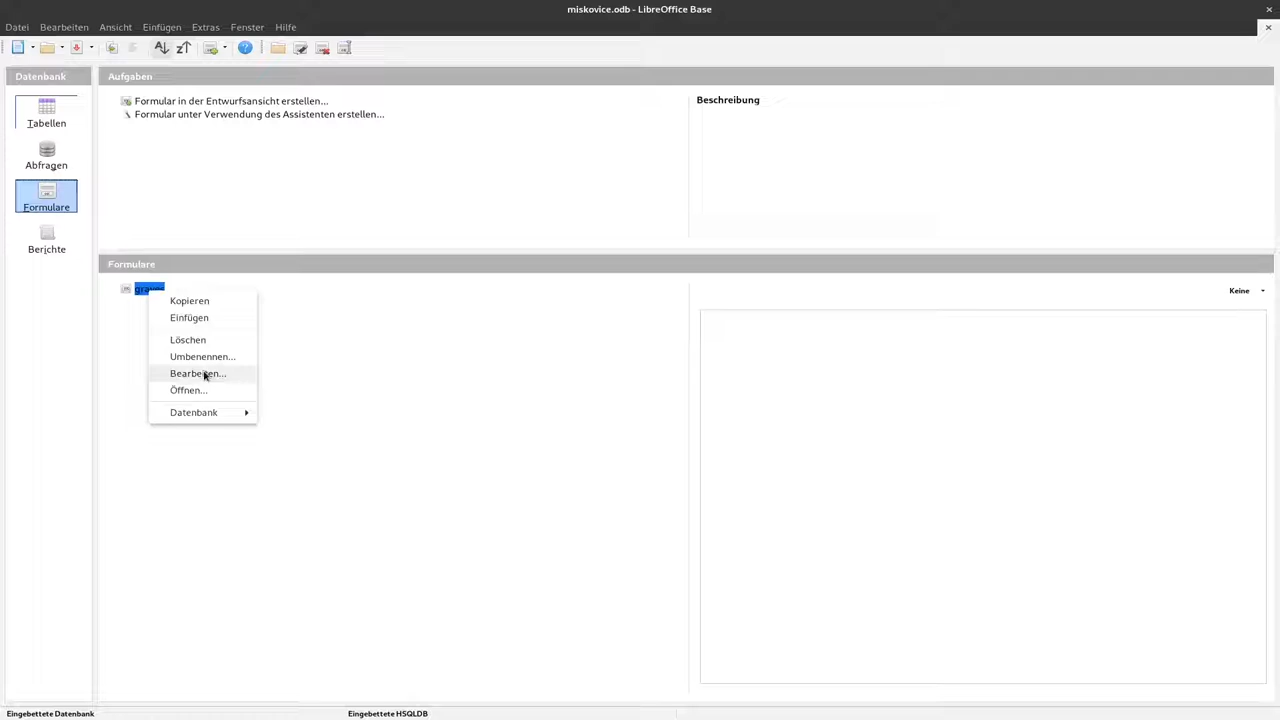 miskovice.odb - LibreOffice Base
Datei Bearbeiten Ansicht Einfügen Extras Fenster Hilfe
Datenbank
Aufgaben
Tabellen
Abfragen
Formulare
Berichte
Formular in der Entwurfsansicht erstellen...
Formular unter Verwendung des Assistenten erstellen...
Beschreibung
Formulare
Keine
Kopieren
Einfügen
Löschen
Umbenennen...
Bearbeiten...
Öffnen...
Datenbank
Eingebettete Datenbank
Eingebettete HSQLDB